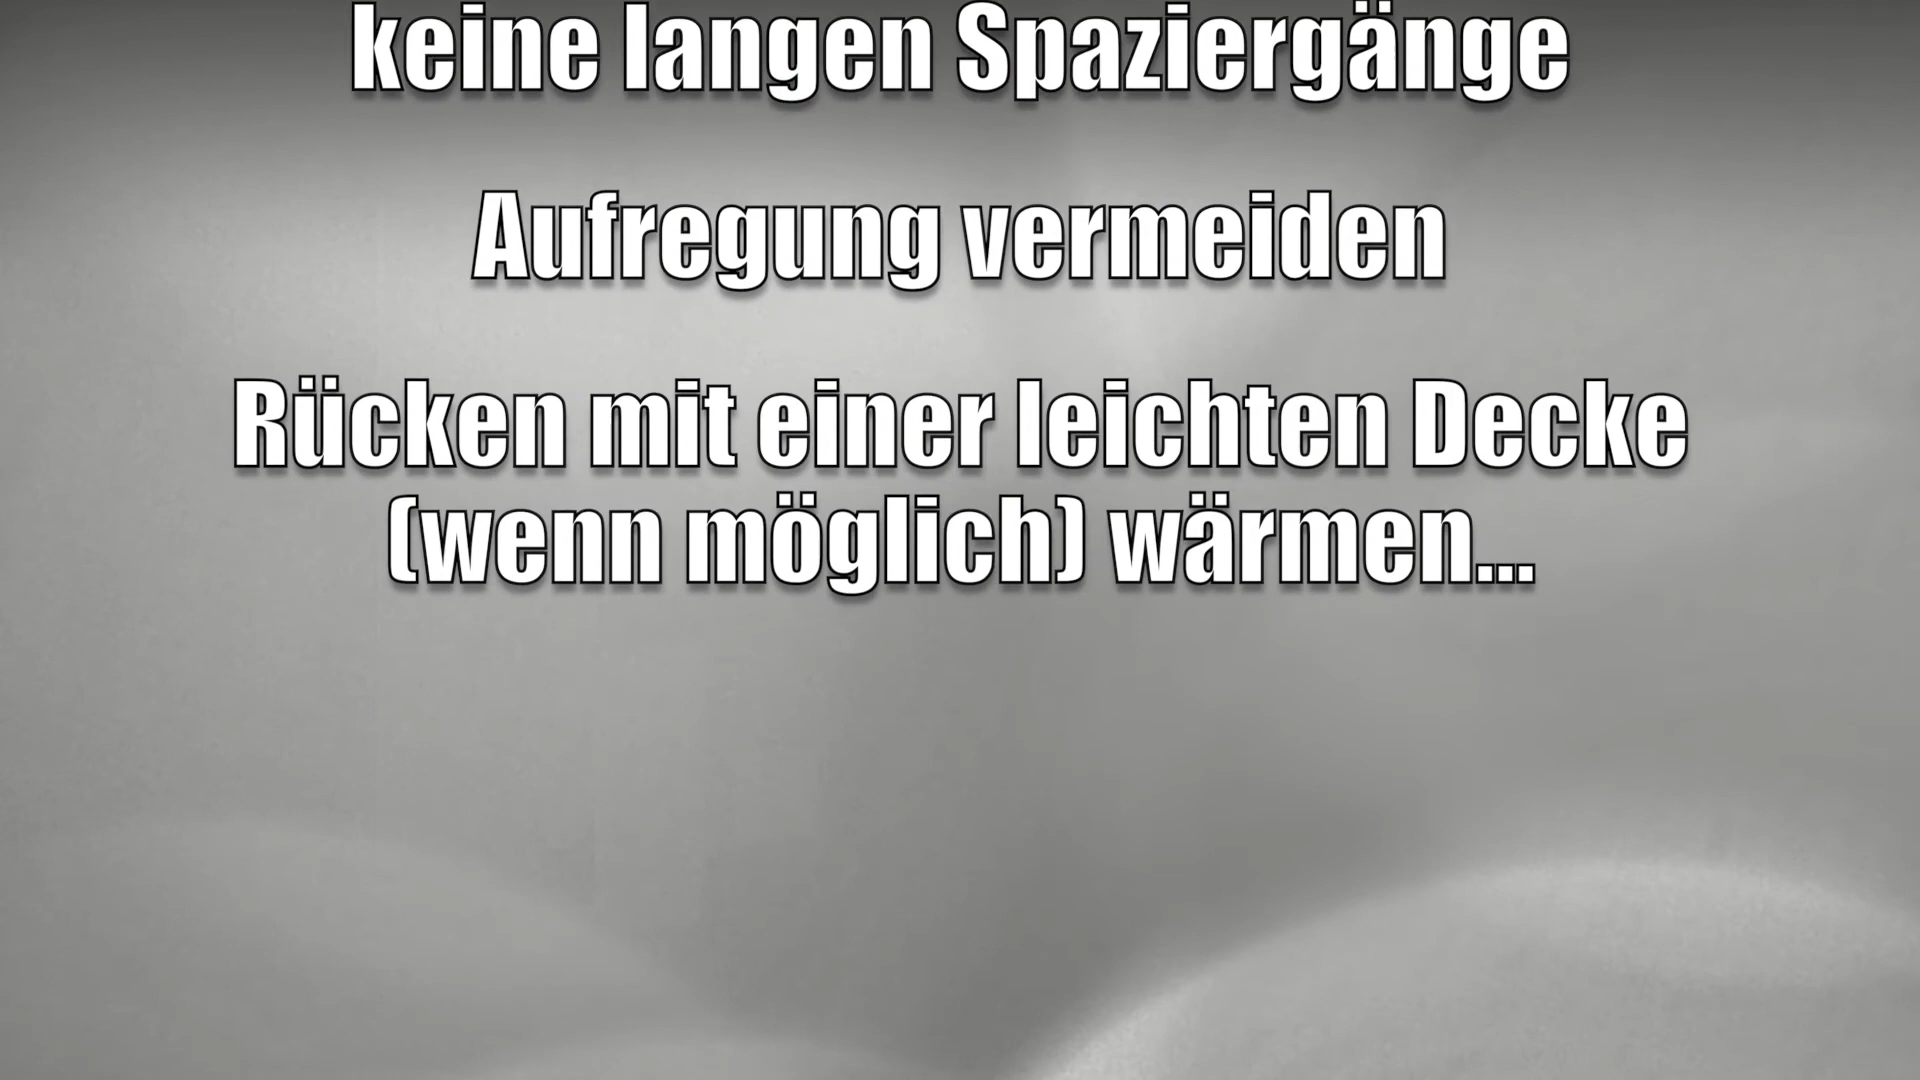 keine langen Spaziergänge
Aufregung vermeiden
Rücken mit einer leichten Decke
(wenn möglich) wärmen...